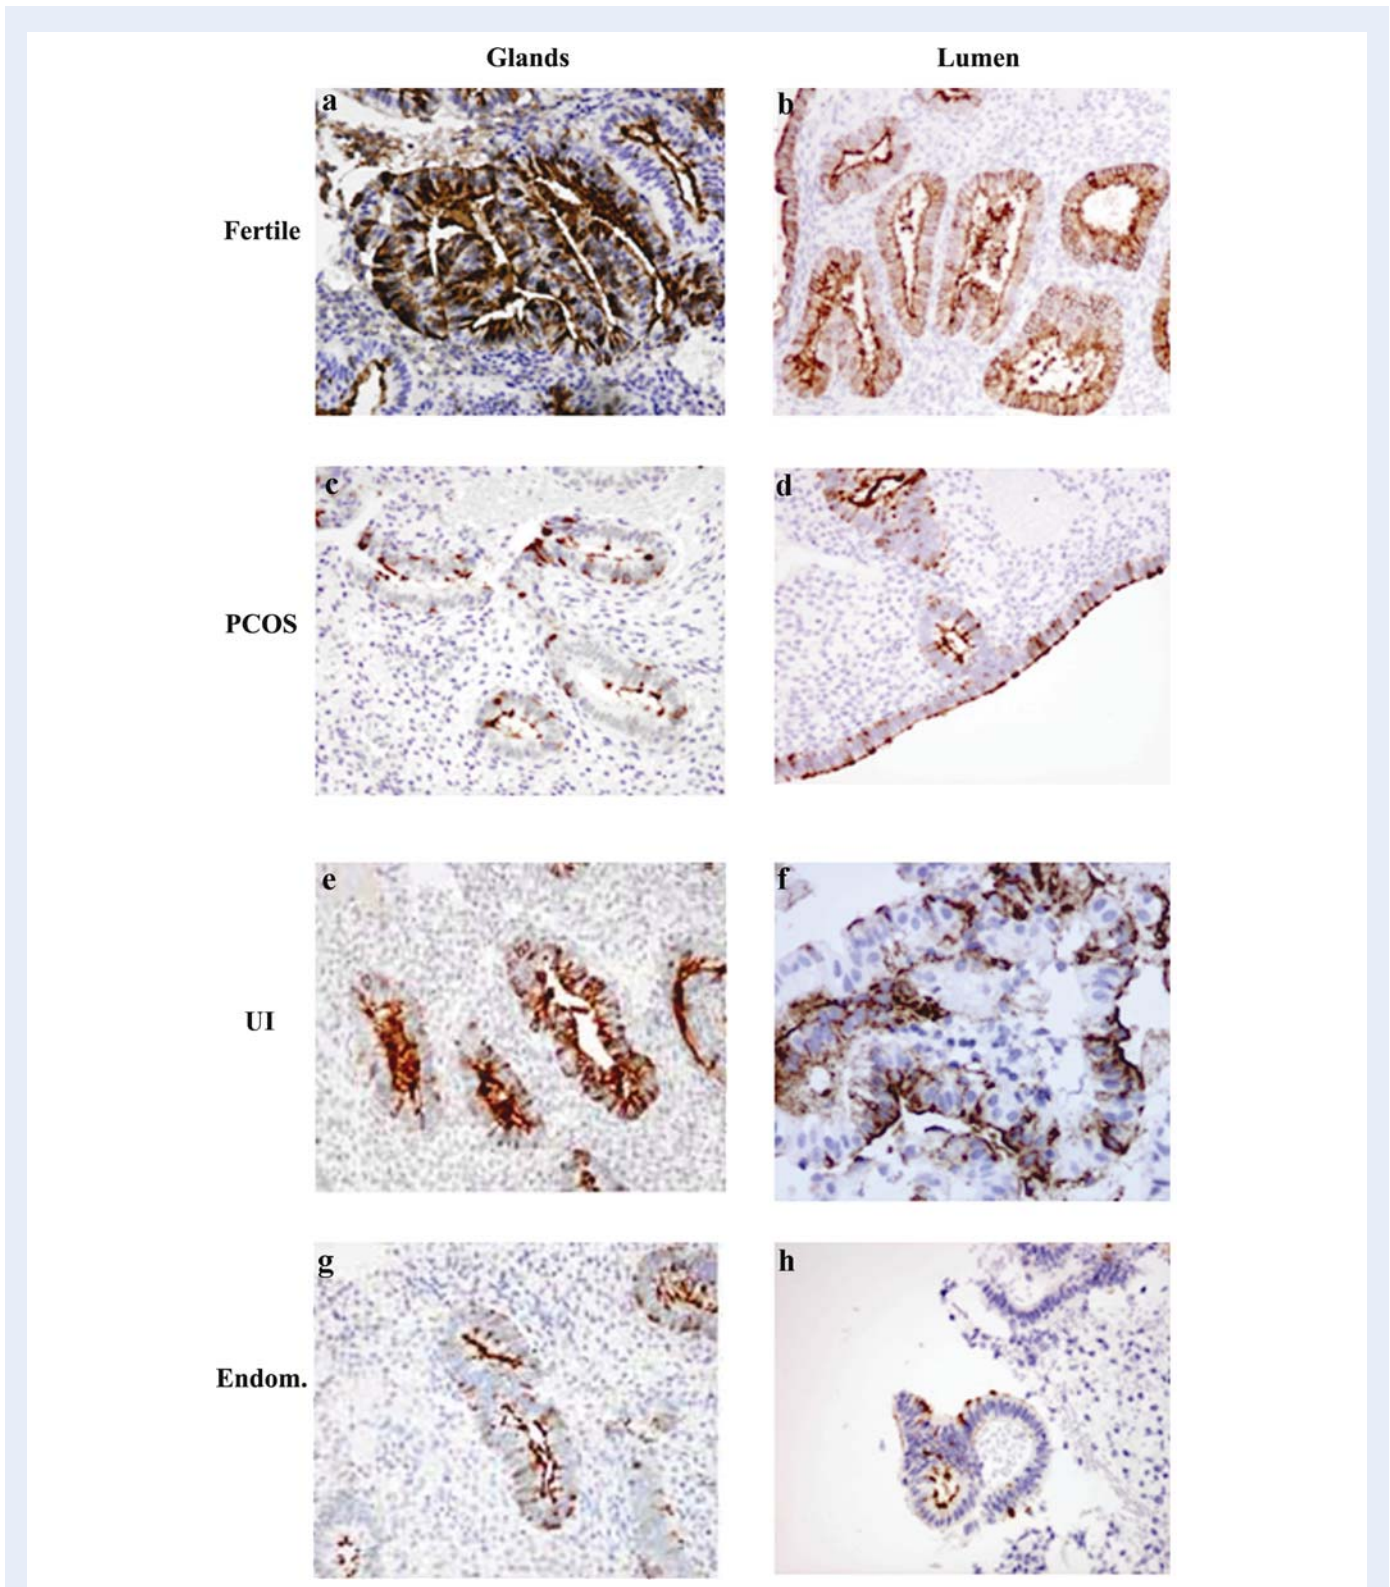 Glands Lumen
a b
Fertile
c d
PCOS
e f
UI
g h
Endom.